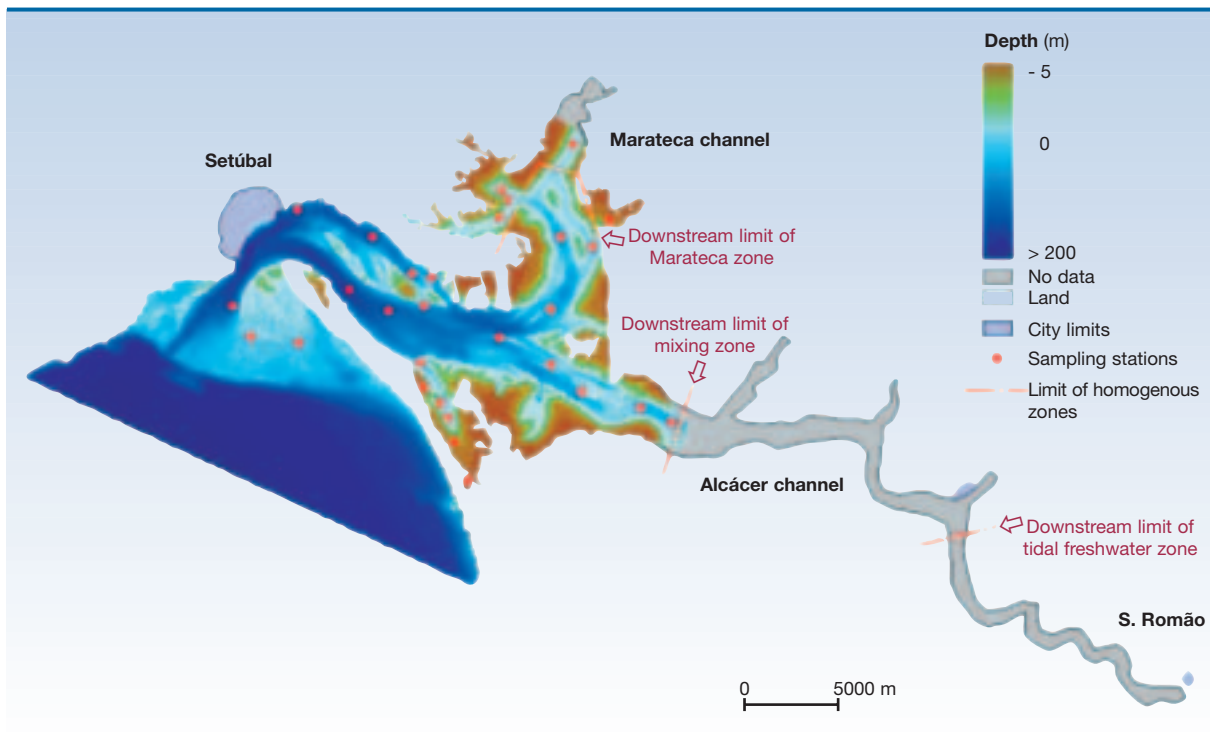 Depth (m)
- 5
0
> 200
No data
Land
City limits
Sampling stations
Limit of homogenous
zones
Marateca channel
Setúbal
Downstream limit of
Marateca zone
Downstream limit of
mixing zone
Alcácer channel
Downstream limit of
tidal freshwater zone
S. Romão
0 5000 m